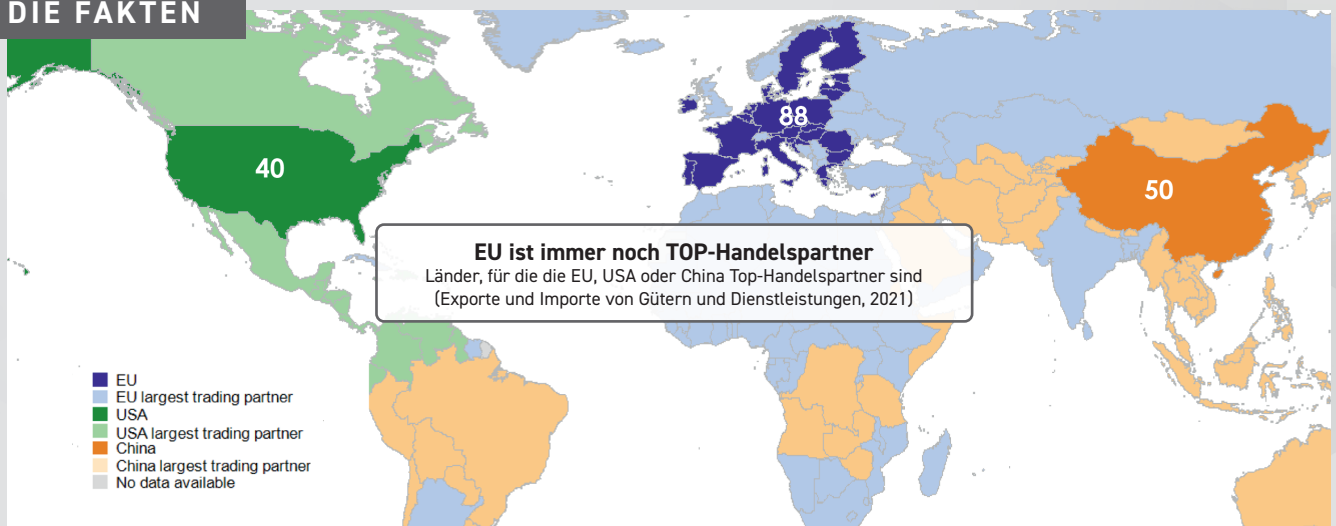 DIE FAKTEN
88
40
50
EU ist immer noch TOP-Handelspartner
Länder, für die die EU, USA oder China Top-Handelspartner sind
(Exporte und Importe von Gütern und Dienstleistungen, 2021)
EU
EU largest trading partner
USA
USA largest trading partner
China
China largest trading partner
No data available